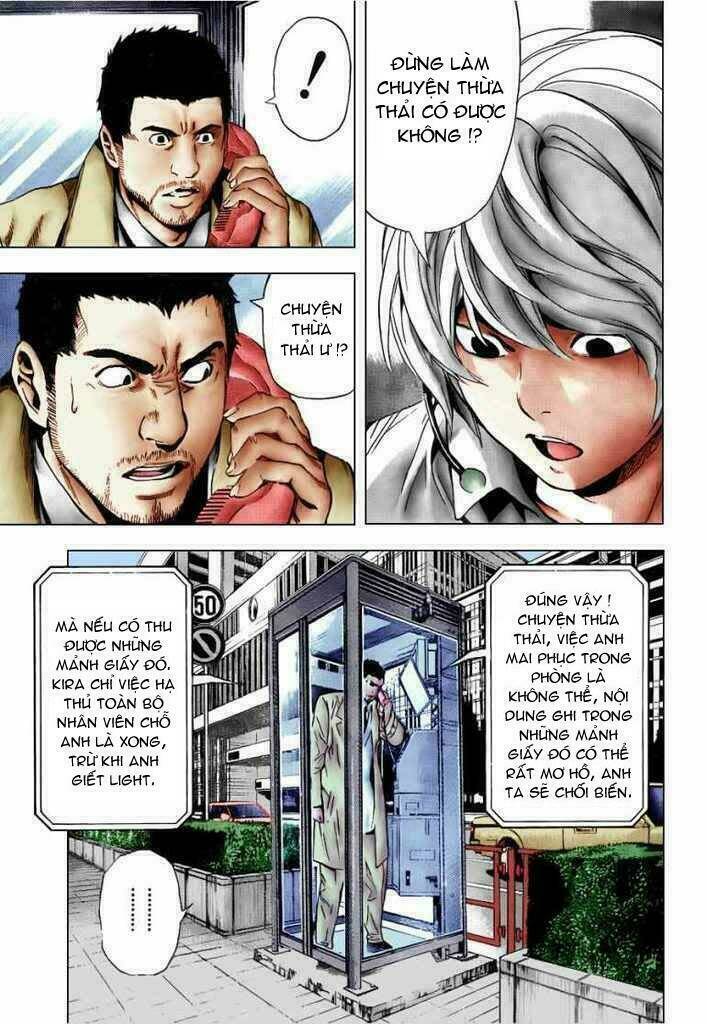 ĐỪNG LÀM
CHUYỆN THỪA
THÃI CÓ ĐƯỢC
KHÔNG !?
!
CHUYỆN
THỪA
THÃI Ư !?
ĐÚNG VẬY !
CHUYỆN THỪA
THÃI, VIỆC ANH
MAI PHỤC TRONG
PHÒNG LÀ
KHÔNG THỂ, NỘI
DUNG GHI TRONG
NHỮNG MẢNH
GIẤY ĐÓ CÓ THỂ
RẤT MƠ HỒ, ANH
TA SẼ CHỐI BIẾN.
50
MÀ NẾU CÓ THU
ĐƯỢC NHỮNG
MẢNH GIẤY ĐÓ.
KIRA CHỈ VIỆC HẠ
THỦ TOÀN BỘ
NHÂN VIÊN CHỖ
ANH LÀ XONG,
TRỪ KHI ANH
GIẾT LIGHT.
........